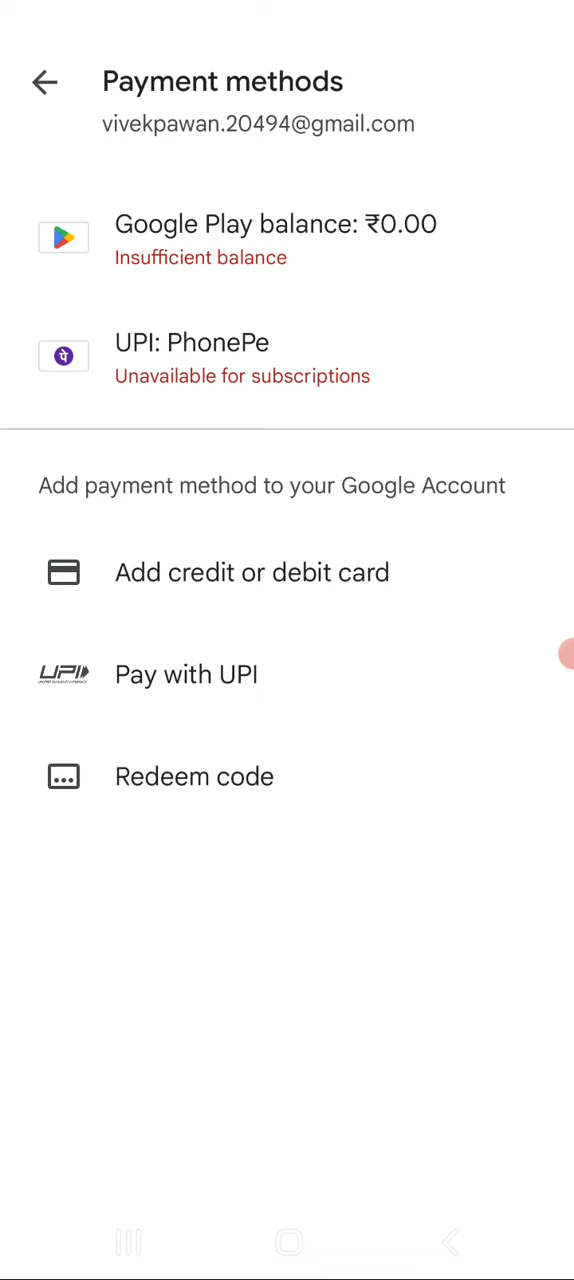 Payment methods
vivekpawan.20494@gmail.com
Google Play balance: ₹0.00
Insufficient balance
पे
UPI: PhonePe
Unavailable for subscriptions
Add payment method to your Google Account
Add credit or debit card
UPI
Pay with UPI
Redeem code